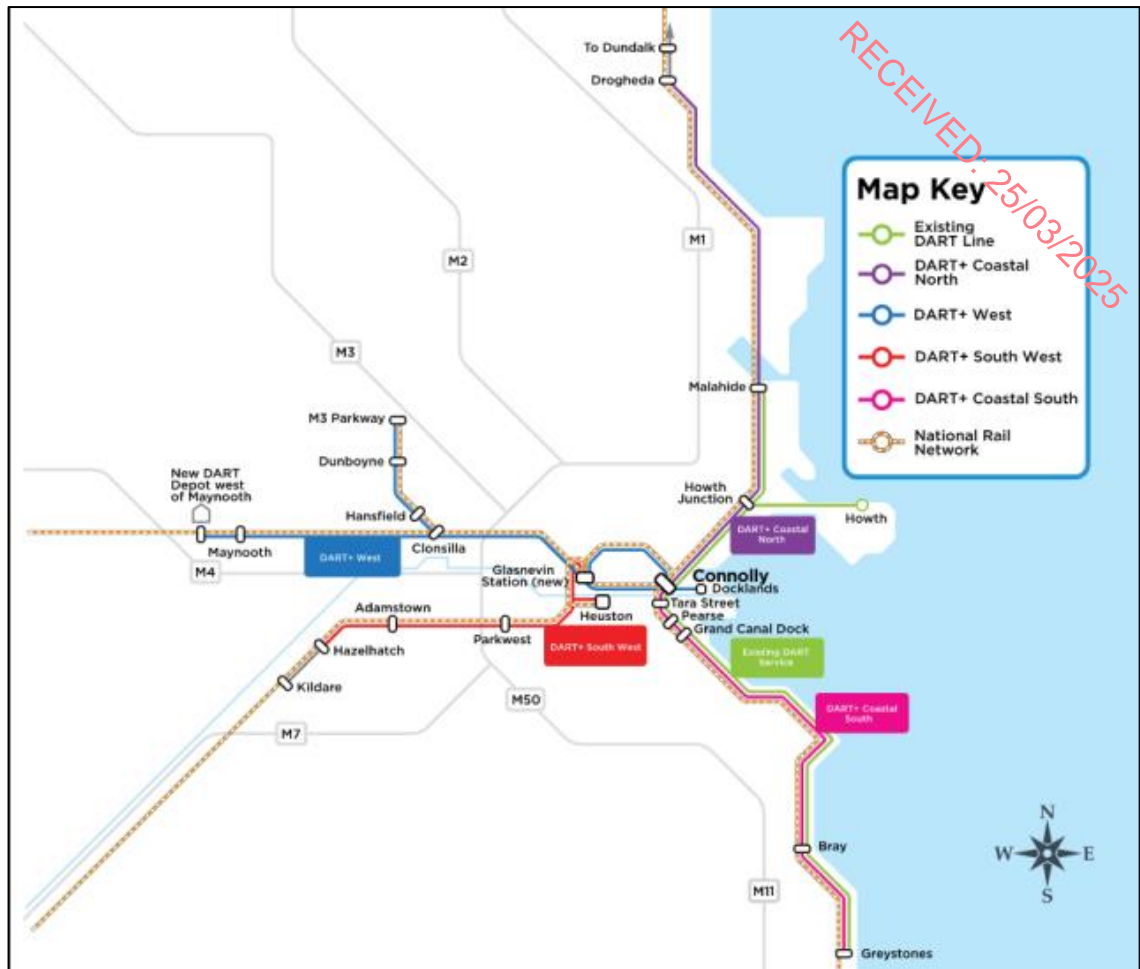 To Dundalk
Drogheda
RECEIVED: 25/03/2025
Map Key
Existing
DART Line
DART+ Coastal
North
DART+ West
DART+ South West
DART+ Coastal South
National Rail
Network
M1
M2
M3
Malahide
M3 Parkway
Dunboyne
New DART
Depot west
of Maynooth
Howth
Junction
Howth
Hansfield
DART+ Coastal
North
Maynooth
DART+ West
Clonsilla
M4
Glasnevin
Station (new)
Connolly
Docklands
Tara Street
Heuston
Pearse
Adamstown
Grand Canal Dock
Parkwest
DART+ South West
Existing DART
Service
Hazelhatch
Kildare
M50
DART+ Coastal
South
M7
Bray
N
W
E
S
M11
Greystones